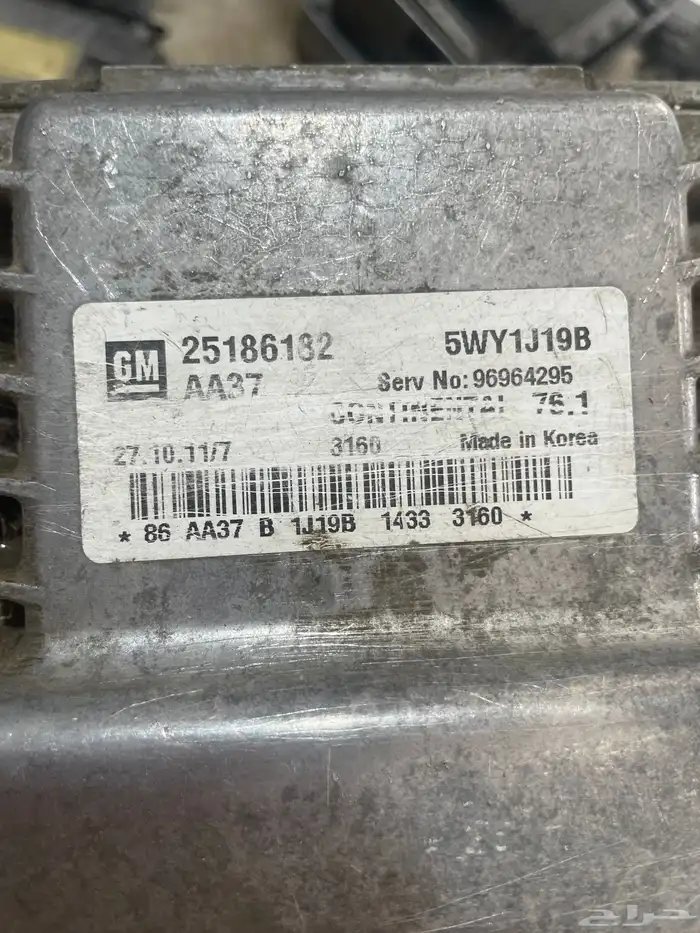 GM 25186182 5WY1J19B
AA37 Serv No: 96964295
CONTINENTAL 76.1
27.10.11/7 3160 Made in Korea
* 86 AA37 B 1J19B 1433 3160 *
حراج